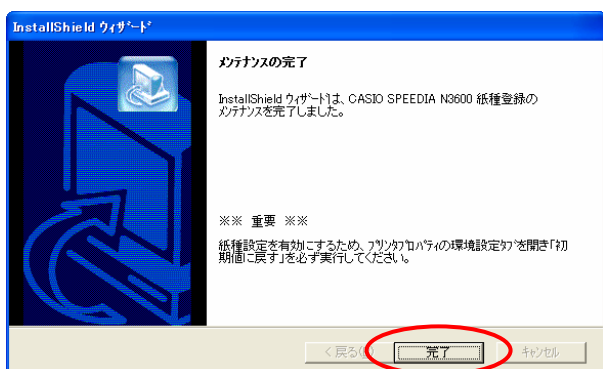 InstallShield ウィザード
メンテナンスの完了
InstallShield ウィザードは、CASIO SPEEDIA N3600 紙種登録の
メンテナンスを完了しました。
※※ 重要 ※※
紙種設定を有効にするため、プリンタプロパティの環境設定タブを開き「初
期値に戻す」を必ず実行してください。
< 戻る( 完了 キャンセル